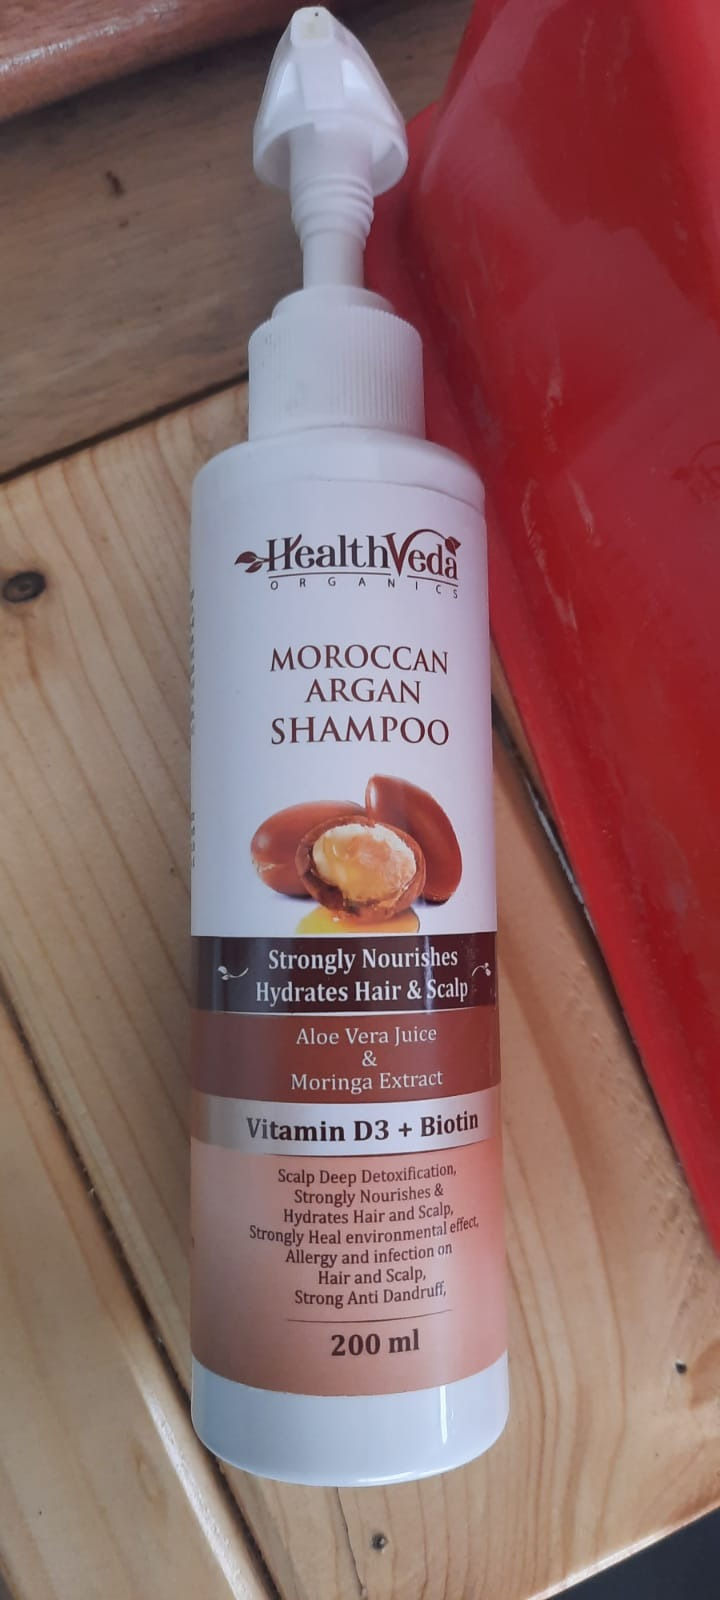 HealthVeda
ORGANICS
MOROCCAN
ARGAN
SHAMPOO
Strongly Nourishes
Hydrates Hair & Scalp
Aloe Vera Juice
&
Moringa Extract
Vitamin D3 + Biotin
Scalp Deep Detoxification,
Strongly Nourishes &
Hydrates Hair and Scalp,
Strongly Heal environmental effect,
Allergy and infection on
Hair and Scalp,
Strong Anti Dandruff,
200 ml